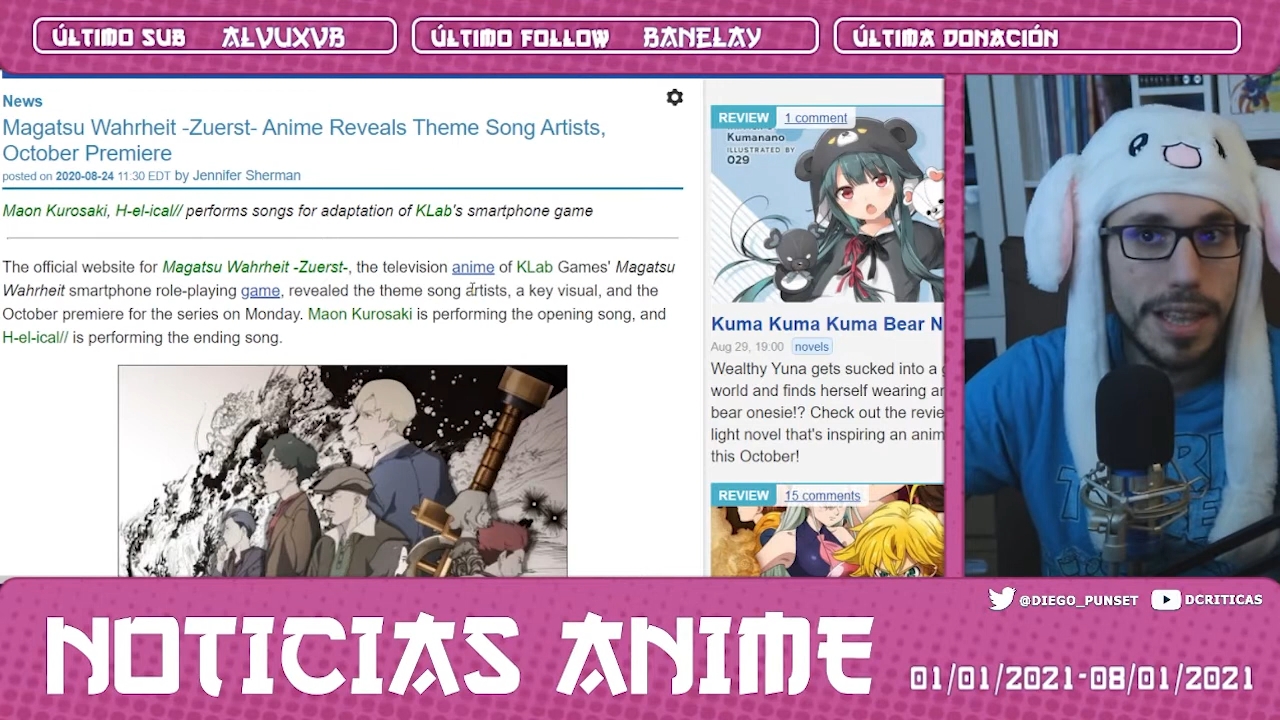 ÚLTIMO SUB ALVUXVB
ÚLTIMO FOLLOW BANELAY
ÚLTIMA DONACIÓN
News
Magatsu Wahrheit -Zuerst- Anime Reveals Theme Song Artists,
October Premiere
posted on 2020-08-24 11:30 EDT by Jennifer Sherman
Maon Kurosaki, H-el-ical// performs songs for adaptation of KLab's smartphone game
The official website for Magatsu Wahrheit -Zuerst-, the television anime of KLab Games' Magatsu
Wahrheit smartphone role-playing game, revealed the theme song artists, a key visual, and the
October premiere for the series on Monday. Maon Kurosaki is performing the opening song, and
H-el-ical// is performing the ending song.
REVIEW 1 comment
Kumanano
ILLUSTRATED BY
029
Kuma Kuma Kuma Bear N
Aug 29, 19:00 novels
Wealthy Yuna gets sucked into a
world and finds herself wearing
bear onesie!? Check out the
light novel that's inspiring an
this October!
REVIEW 15 comments
@DIEGO_PUNSET DCRITICAS
NOTICIAS ANIME
01/01/2021-08/01/2021